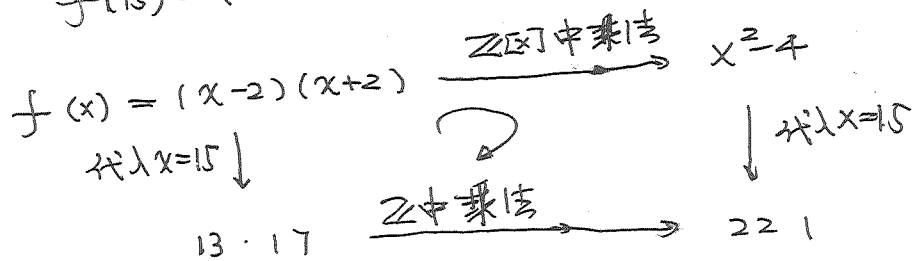 f(15)
ℤ[x]中乘法
f(x) = (x-2)(x+2) → x²-4
代入x=15 ↓ ↓ 代入x=15
ℤ中乘法
13 · 17 → 221